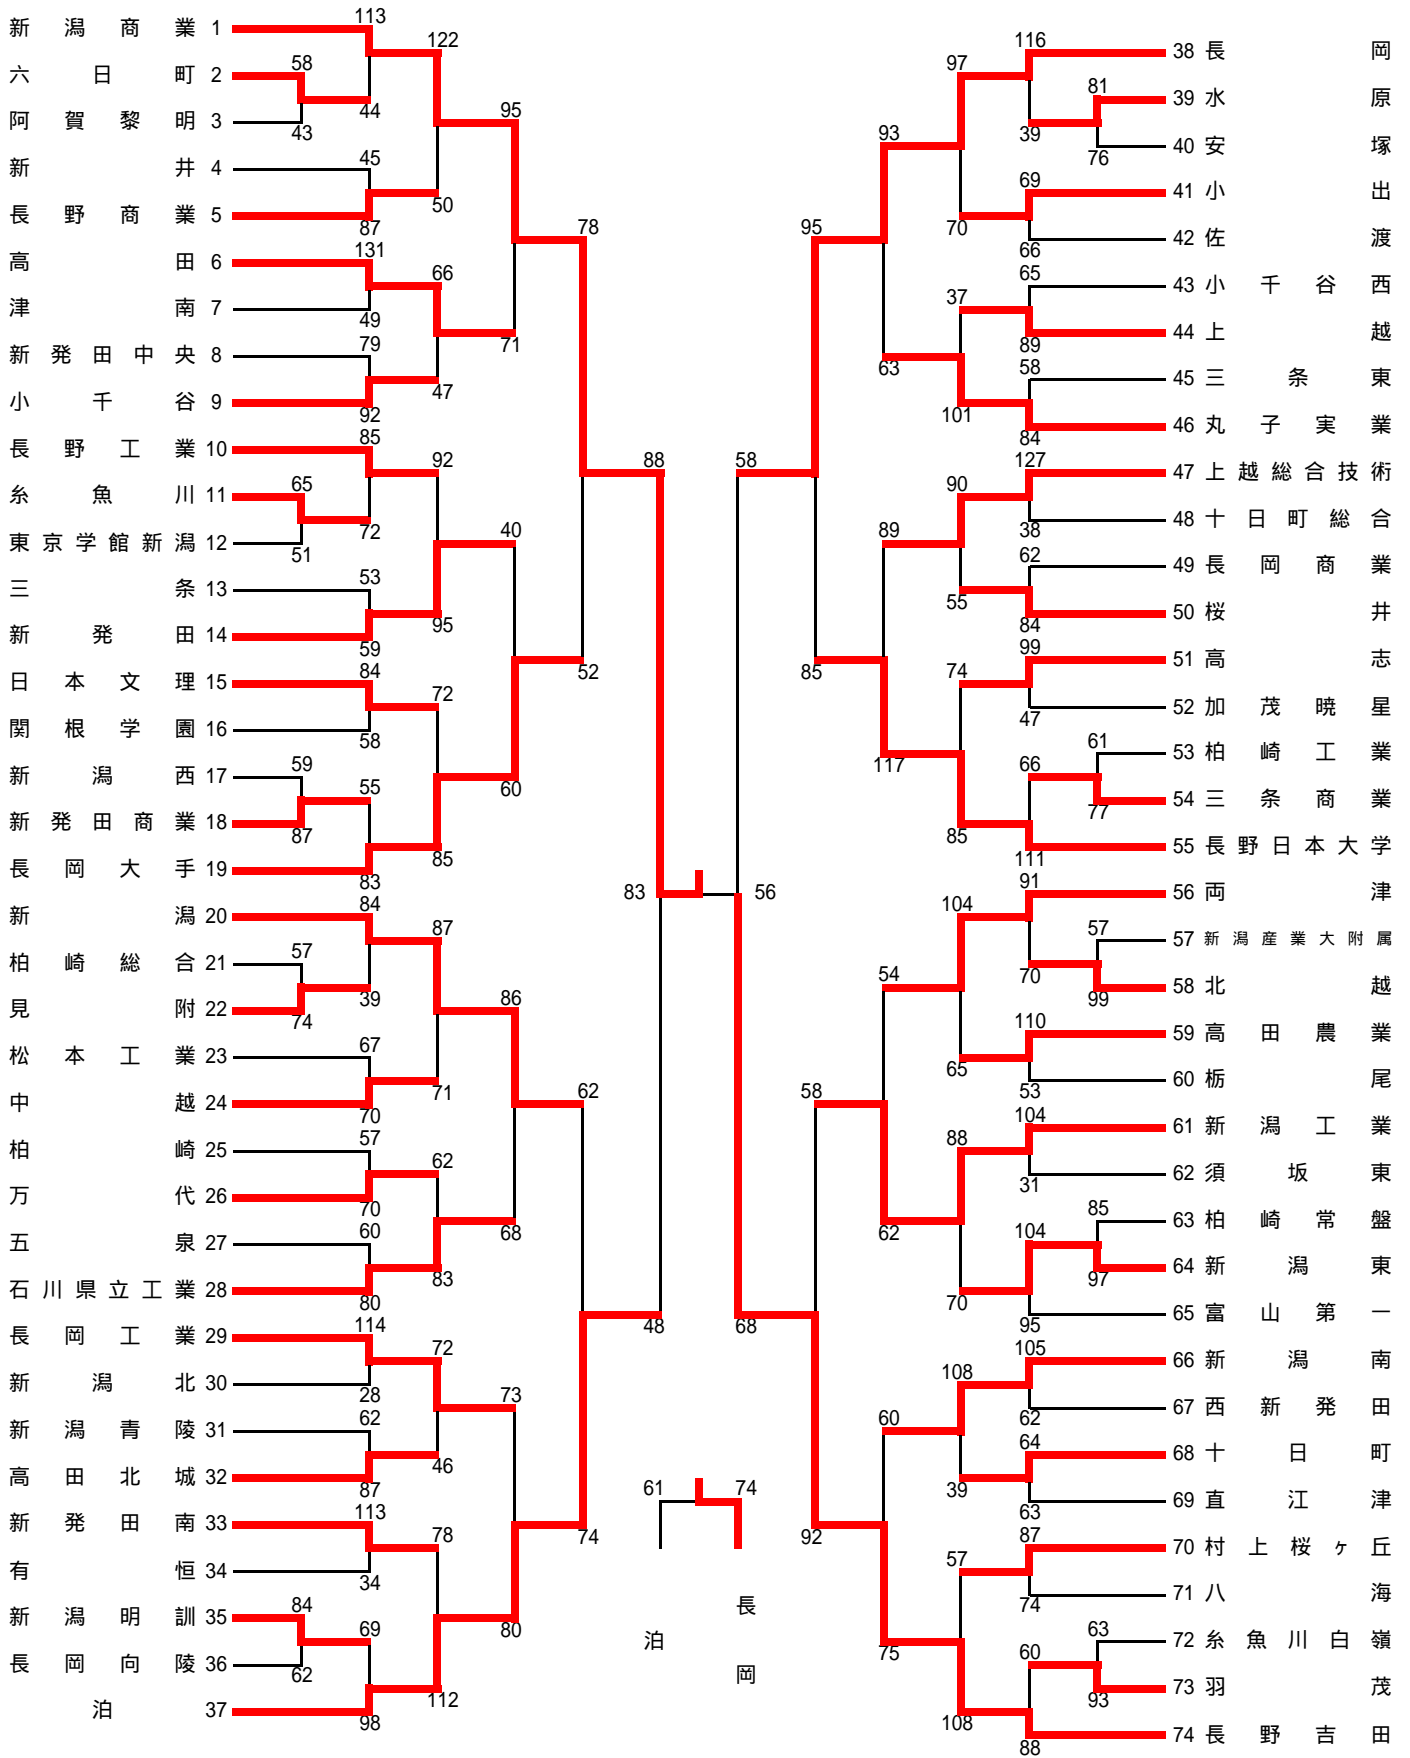 新潟商業 1
六日町 2
阿賀黎明 3
新井 4
長野商業 5
高田 6
津南 7
新発田中央 8
小千谷 9
長野工業 10
糸魚川 11
東京学館新潟 12
三条 13
新発田 14
日本文理 15
関根学園 16
新潟西 17
新発田商業 18
長岡大手 19
新潟 20
柏崎総合 21
見附 22
松本工業 23
中越 24
柏崎 25
万代 26
五泉 27
石川県立工業 28
長岡工業 29
新潟北 30
新潟青陵 31
高田北城 32
新発田南 33
有恒 34
新潟明訓 35
長岡向陵 36
泊 37
58
43
65
51
59
87
57
74
84
62
113
44
45
87
131
49
79
92
85
72
53
59
84
58
55
83
84
39
67
70
57
70
60
80
114
28
62
87
113
34
69
98
122
50
66
47
92
95
72
85
87
71
62
83
72
46
78
112
95
71
40
60
86
68
73
80
78
52
62
74
88
48
83
56
61
74
泊
長岡
58
68
95
85
58
92
93
63
89
117
54
62
60
75
97
70
37
101
90
55
74
85
104
65
88
70
108
39
57
108
116
39
69
66
65
89
58
84
127
38
62
84
99
47
66
111
91
70
110
53
104
31
104
95
105
62
64
63
87
74
60
88
81
76
61
77
57
99
85
97
63
93
38 長岡
39 水原
40 安塚
41 小出
42 佐渡
43 小千谷西
44 上越
45 三条東
46 丸子実業
47 上越総合技術
48 十日町総合
49 長岡商業
50 桜井
51 高志
52 加茂暁星
53 柏崎工業
54 三条商業
55 長野日本大学
56 両津
57 新潟産業大附属
58 北越
59 高田農業
60 栃尾
61 新潟工業
62 須坂東
63 柏崎常盤
64 新潟東
65 富山第一
66 新潟南
67 西新発田
68 十日町
69 直江津
70 村上桜ヶ丘
71 八海
72 糸魚川白嶺
73 羽茂
74 長野吉田